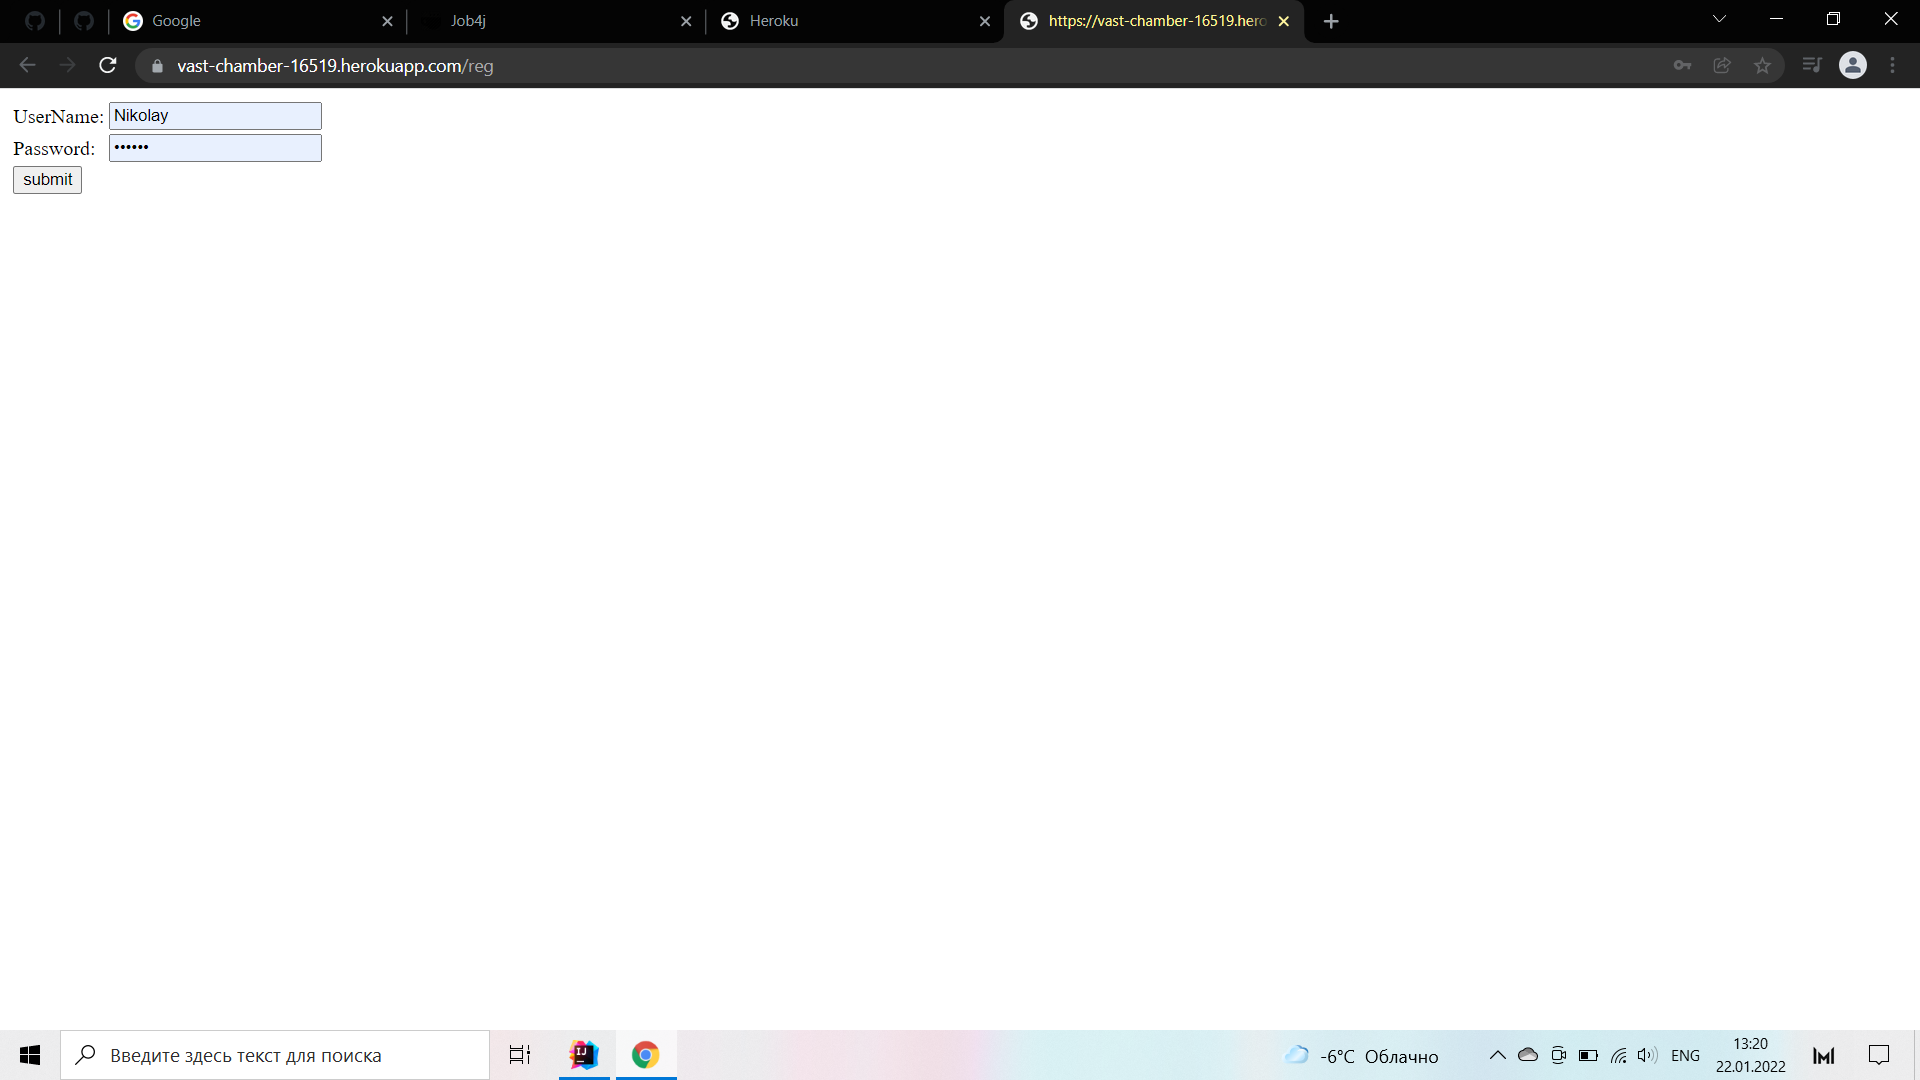 Google
Job4j
Heroku
https://vast-chamber-16519.hero
vast-chamber-16519.herokuapp.com/reg
UserName: Nikolay
Password: ••••••
submit
Введите здесь текст для поиска
-6°C Облачно
ENG
13:20
22.01.2022